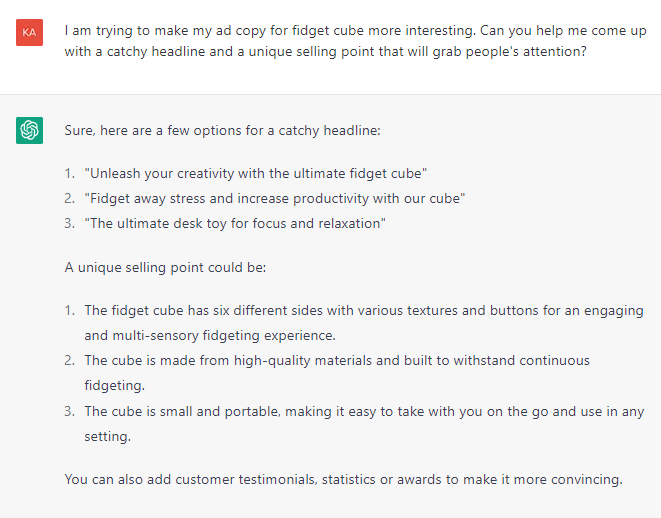 KA
I am trying to make my ad copy for fidget cube more interesting. Can you help me come up
with a catchy headline and a unique selling point that will grab people's attention?
Sure, here are a few options for a catchy headline:
1. "Unleash your creativity with the ultimate fidget cube"
2. "Fidget away stress and increase productivity with our cube"
3. "The ultimate desk toy for focus and relaxation"
A unique selling point could be:
1. The fidget cube has six different sides with various textures and buttons for an engaging
and multi-sensory fidgeting experience.
2. The cube is made from high-quality materials and built to withstand continuous
fidgeting.
3. The cube is small and portable, making it easy to take with you on the go and use in any
setting.
You can also add customer testimonials, statistics or awards to make it more convincing.